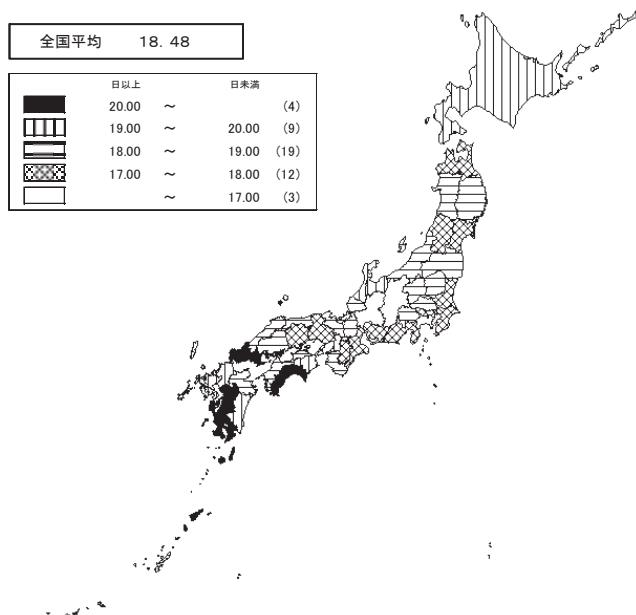 全国平均 18.48
日以上 日未満
20.00 ～ (4)
19.00 ～ 20.00 (9)
18.00 ～ 19.00 (19)
17.00 ～ 18.00 (12)
～ 17.00 (3)